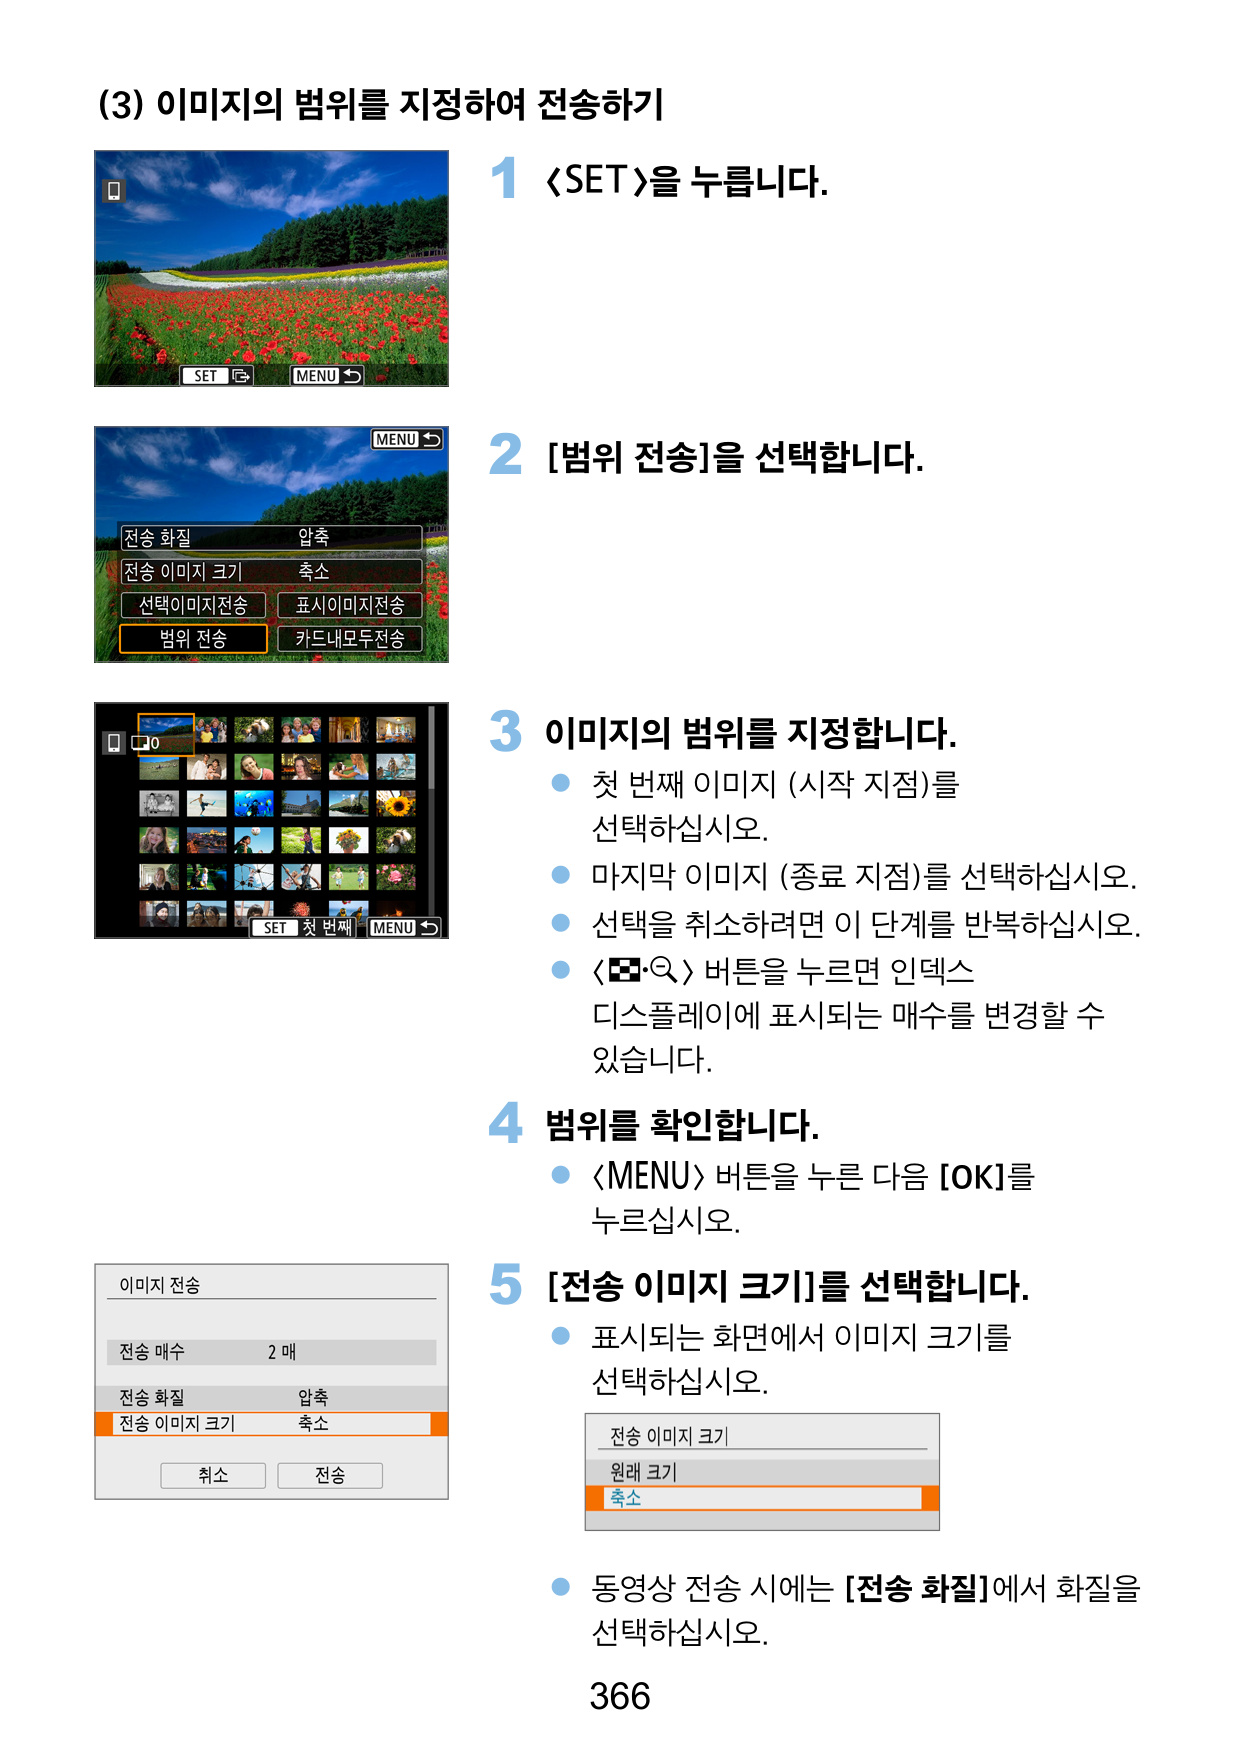 (3) 이미지의 범위를 지정하여 전송하기
SET MENU
1 〈SET〉을 누릅니다.
MENU
전송 화질 압축
전송 이미지 크기 축소
선택이미지전송 표시이미지전송
범위 전송 카드내모두전송
2 [범위 전송]을 선택합니다.
0
SET 첫 번째 MENU
3 이미지의 범위를 지정합니다.
● 첫 번째 이미지 (시작 지점)를
선택하십시오.
● 마지막 이미지 (종료 지점)를 선택하십시오.
● 선택을 취소하려면 이 단계를 반복하십시오.
● 〈 · 〉 버튼을 누르면 인덱스
디스플레이에 표시되는 매수를 변경할 수
있습니다.
4 범위를 확인합니다.
● 〈MENU〉 버튼을 누른 다음 [OK]를
누르십시오.
이미지 전송
전송 매수 2 매
전송 화질 압축
전송 이미지 크기 축소
취소 전송
5 [전송 이미지 크기]를 선택합니다.
● 표시되는 화면에서 이미지 크기를
선택하십시오.
전송 이미지 크기
원래 크기
축소
● 동영상 전송 시에는 [전송 화질]에서 화질을
선택하십시오.
366